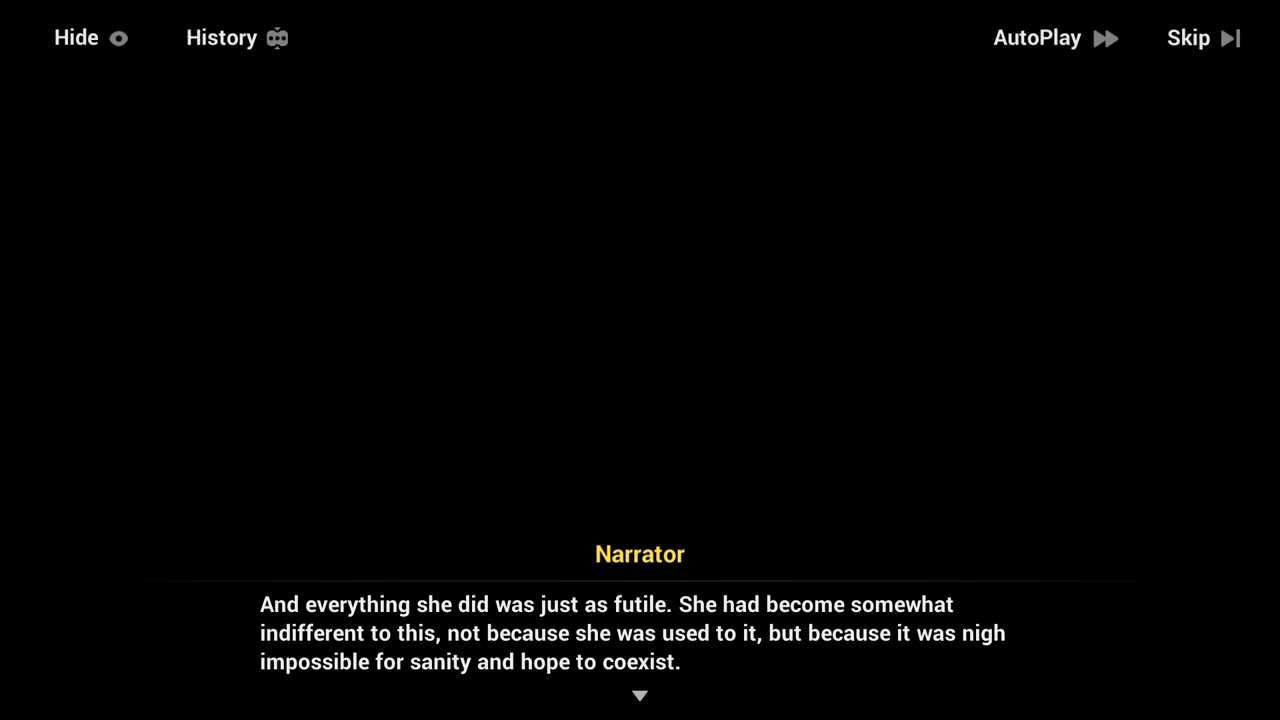 Hide
History
AutoPlay
Skip
Narrator
And everything she did was just as futile. She had become somewhat
indifferent to this, not because she was used to it, but because it was nigh
impossible for sanity and hope to coexist.